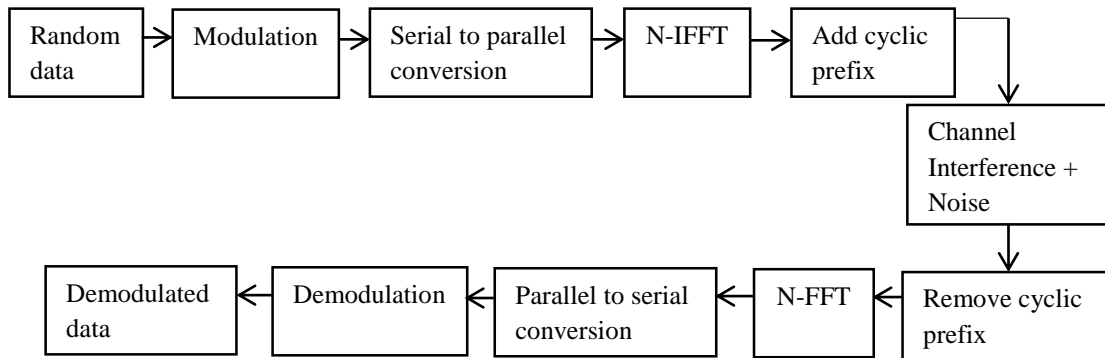 Random
data
Modulation
Serial to parallel
conversion
N-IFFT
Add cyclic
prefix
Channel
Interference +
Noise
Remove cyclic
prefix
N-FFT
Parallel to serial
conversion
Demodulation
Demodulated
data